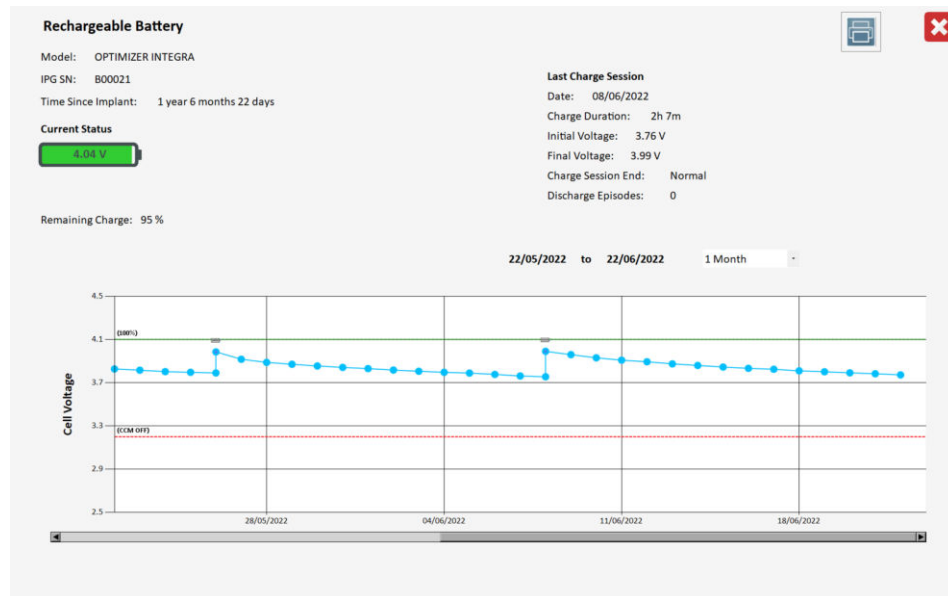 Rechargeable Battery
Model: OPTIMIZER INTEGRA
IPG SN: B00021
Time Since Implant: 1 year 6 months 22 days
Current Status
4.04 V
Remaining Charge: 95 %
Last Charge Session
Date: 08/06/2022
Charge Duration: 2h 7m
Initial Voltage: 3.76 V
Final Voltage: 3.99 V
Charge Session End: Normal
Discharge Episodes: 0
22/05/2022 to 22/06/2022 1 Month
Cell Voltage
4.5
(100%)
4.1
3.7
3.3
(CCM OFF)
2.9
2.5
28/05/2022 04/06/2022 11/06/2022 18/06/2022